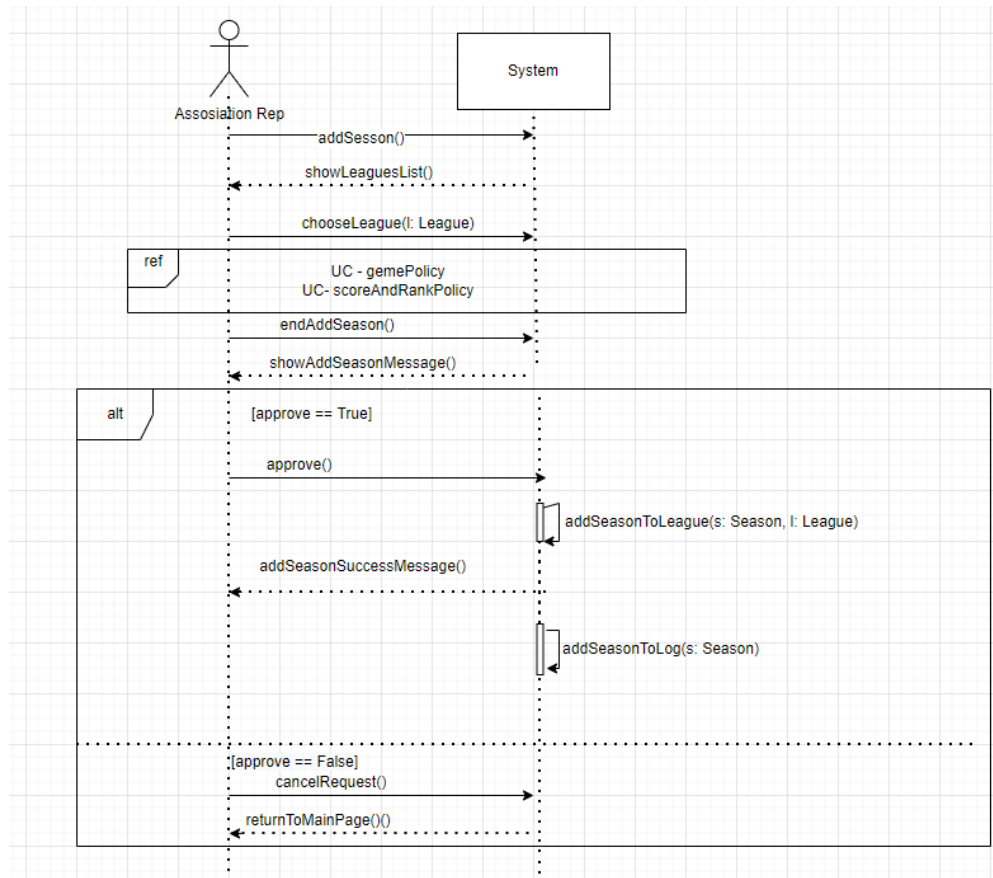 System
Assosiation Rep
addSesson()
showLeaguesList()
chooseLeague(l: League)
ref
UC - gemePolicy
UC- scoreAndRankPolicy
endAddSeason()
showAddSeasonMessage()
alt
[approve == True]
approve()
addSeasonToLeague(s: Season, l: League)
addSeasonSuccessMessage()
addSeasonToLog(s: Season)
[approve == False]
cancelRequest()
returnToMainPage()()